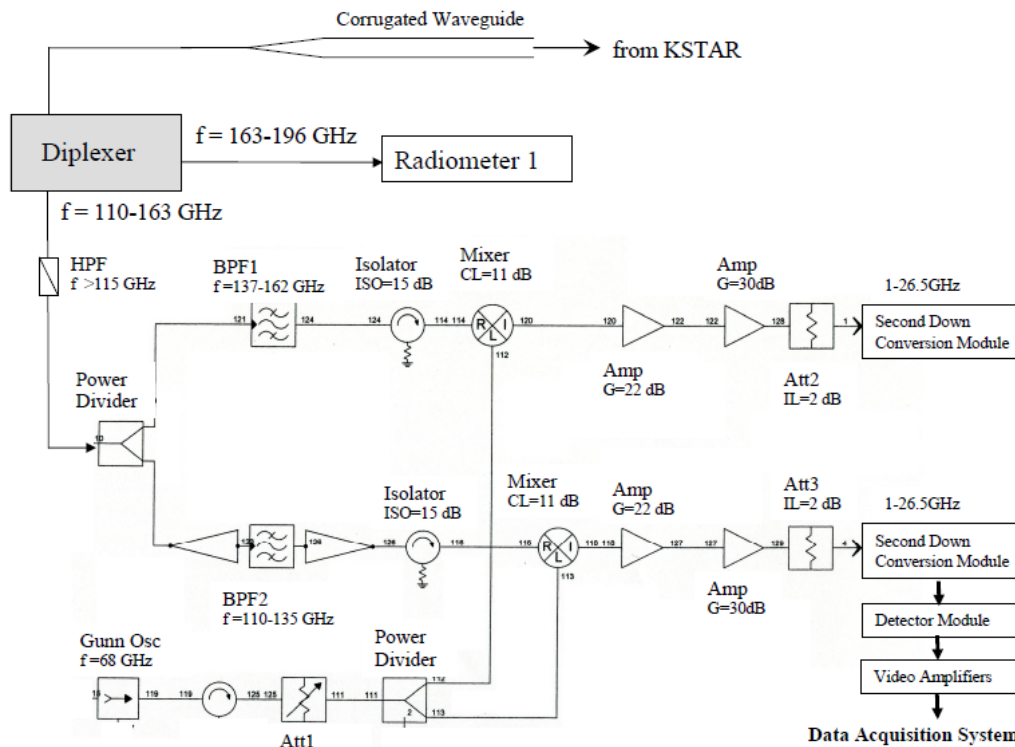 Corrugated Waveguide
from KSTAR
Diplexer
f = 163-196 GHz
Radiometer 1
f = 110-163 GHz
HPF
f >115 GHz
BPF1
f=137-162 GHz
Isolator
ISO=15 dB
Mixer
CL=11 dB
Amp
G=30dB
1-26.5GHz
121
124
124
114
114
R
I
L
120
120
122
122
128
1
Second Down
Conversion Module
112
Power
Divider
10
Amp
G=22 dB
Att2
IL=2 dB
Isolator
ISO=15 dB
Mixer
CL=11 dB
Amp
G=22 dB
Att3
IL=2 dB
1-26.5GHz
136
126
116
116
R
I
L
110
110
127
127
129
4
Second Down
Conversion Module
113
BPF2
f=110-135 GHz
Amp
G=30dB
Detector Module
Gunn Osc
f=68 GHz
Power
Divider
Video Amplifiers
119
119
125
125
111
111
112
2
113
Att1
Data Acquisition System